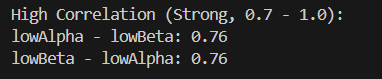 High Correlation (Strong, 0.7 - 1.0):
lowAlpha - lowBeta: 0.76
lowBeta - lowAlpha: 0.76